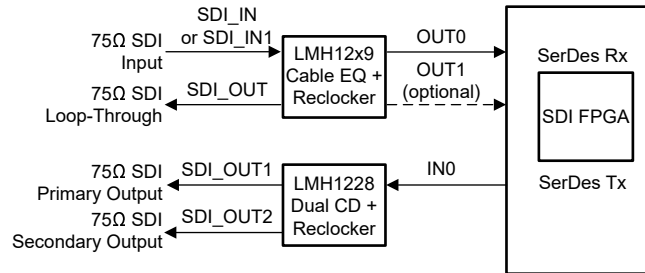 SDI_IN
or SDI_IN1
75Ω SDI
Input
LMH12x9
Cable EQ +
Reclocker
OUT0
OUT1
(optional)
SerDes Rx
SDI FPGA
SerDes Tx
75Ω SDI
Loop-Through
SDI_OUT
75Ω SDI
Primary Output
SDI_OUT1
LMH1228
Dual CD +
Reclocker
IN0
75Ω SDI
Secondary Output
SDI_OUT2